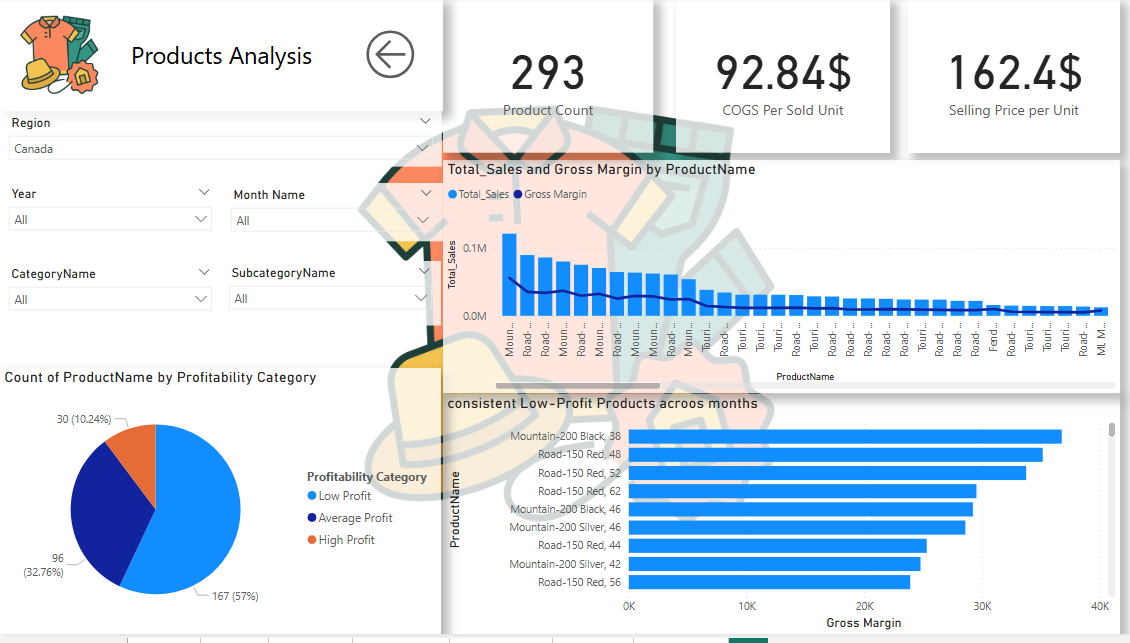 Products Analysis
293
Product Count
92.84$
COGS Per Sold Unit
162.4$
Selling Price per Unit
Region
Canada
Year
All
Month Name
All
CategoryName
All
SubcategoryName
All
Total_Sales and Gross Margin by ProductName
Total_Sales Gross Margin
Total_Sales
0.1M
0.0M
Moun...
Road-...
Road-...
Moun...
Road-...
Moun...
Road-...
Moun...
Moun...
Road-...
Moun...
Touri...
Road-...
Touri...
Touri...
Touri...
Road-...
Touri...
Road-...
Road-...
Road-...
Road-...
Road-...
Touri...
Road-...
Road-...
Touri...
Fend...
Road-...
Touri...
Touri...
Touri...
Road-...
ML M...
ProductName
Count of ProductName by Profitability Category
30 (10.24%)
96
(32.76%)
167 (57%)
Profitability Category
Low Profit
Average Profit
High Profit
consistent Low-Profit Products acroos months
ProductName
Mountain-200 Black, 38
Road-150 Red, 48
Road-150 Red, 52
Road-150 Red, 62
Mountain-200 Black, 46
Mountain-200 Silver, 46
Road-150 Red, 44
Mountain-200 Silver, 42
Road-150 Red, 56
0K 10K 20K 30K 40K
Gross Margin